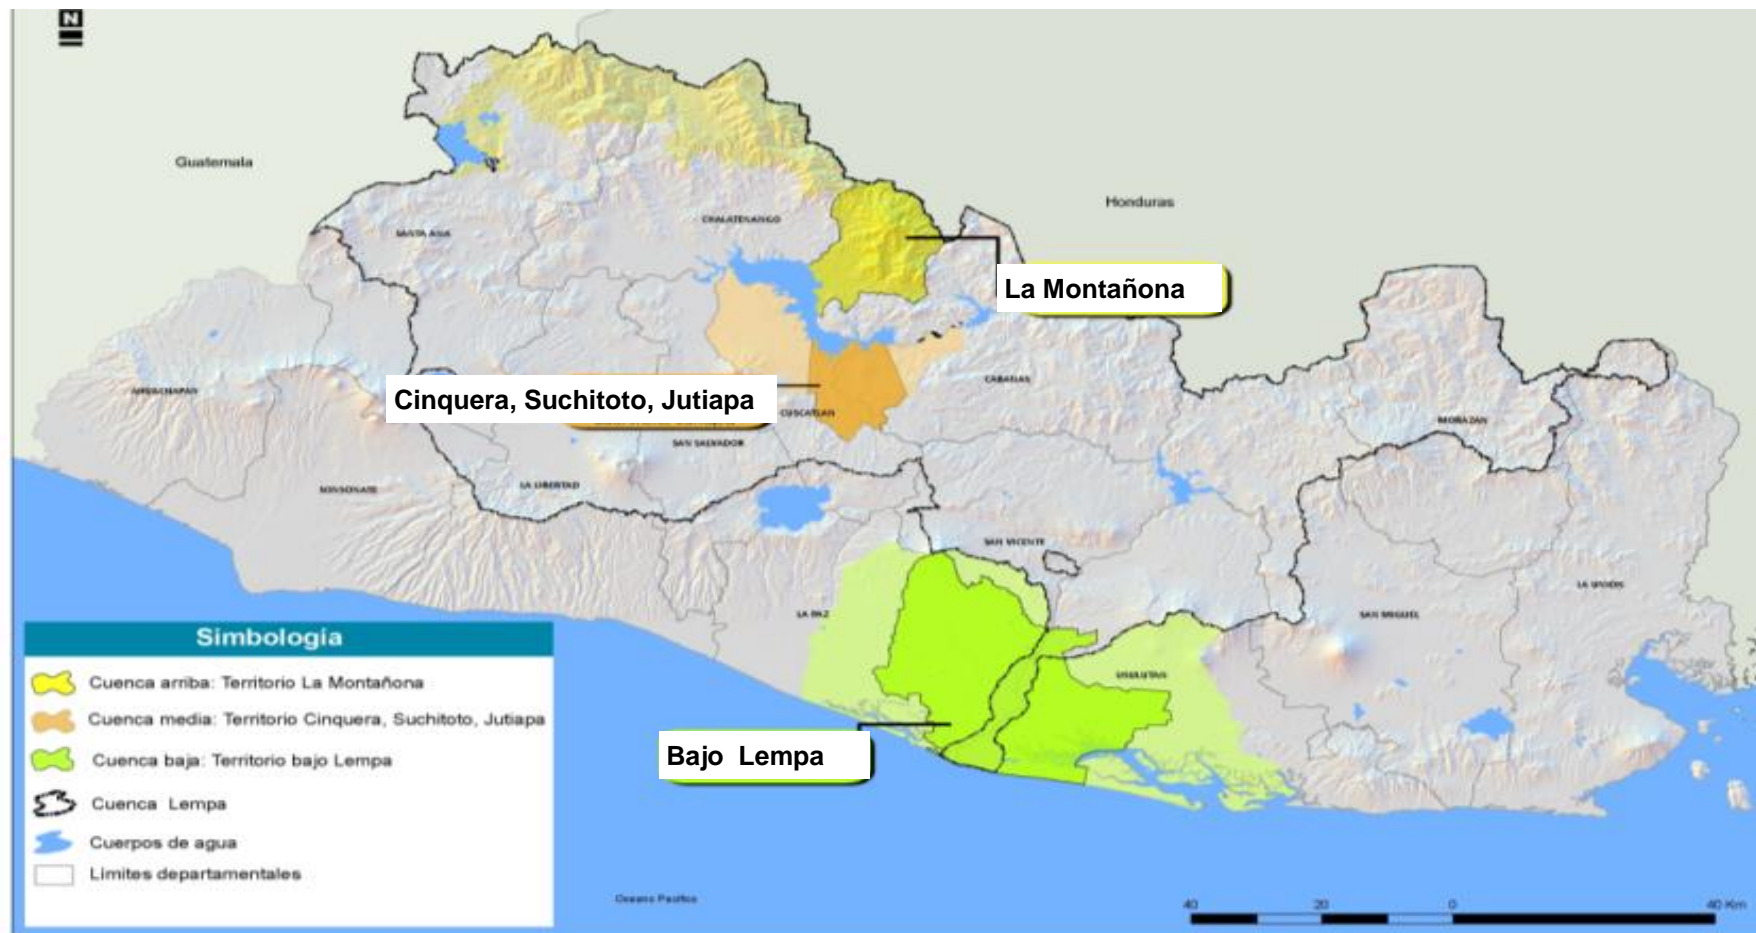 N
Guatemala
Honduras
CHALATENANGO
SANTA ANA
La Montañona
AHUACHAPAN
CABAÑAS
Cinquera, Suchitoto, Jutiapa
CUSCATLAN
MORAZAN
SAN SALVADOR
SONSONATE
LA LIBERTAD
SAN VICENTE
LA UNION
LA PAZ
SAN MIGUEL
USULUTAN
Bajo Lempa
Simbología
Cuenca arriba: Territorio La Montañona
Cuenca media: Territorio Cinquera, Suchitoto, Jutiapa
Cuenca baja: Territorio bajo Lempa
Cuenca Lempa
Cuerpos de agua
Límites departamentales
Oceano Pacifico
40 20 0 40 Km